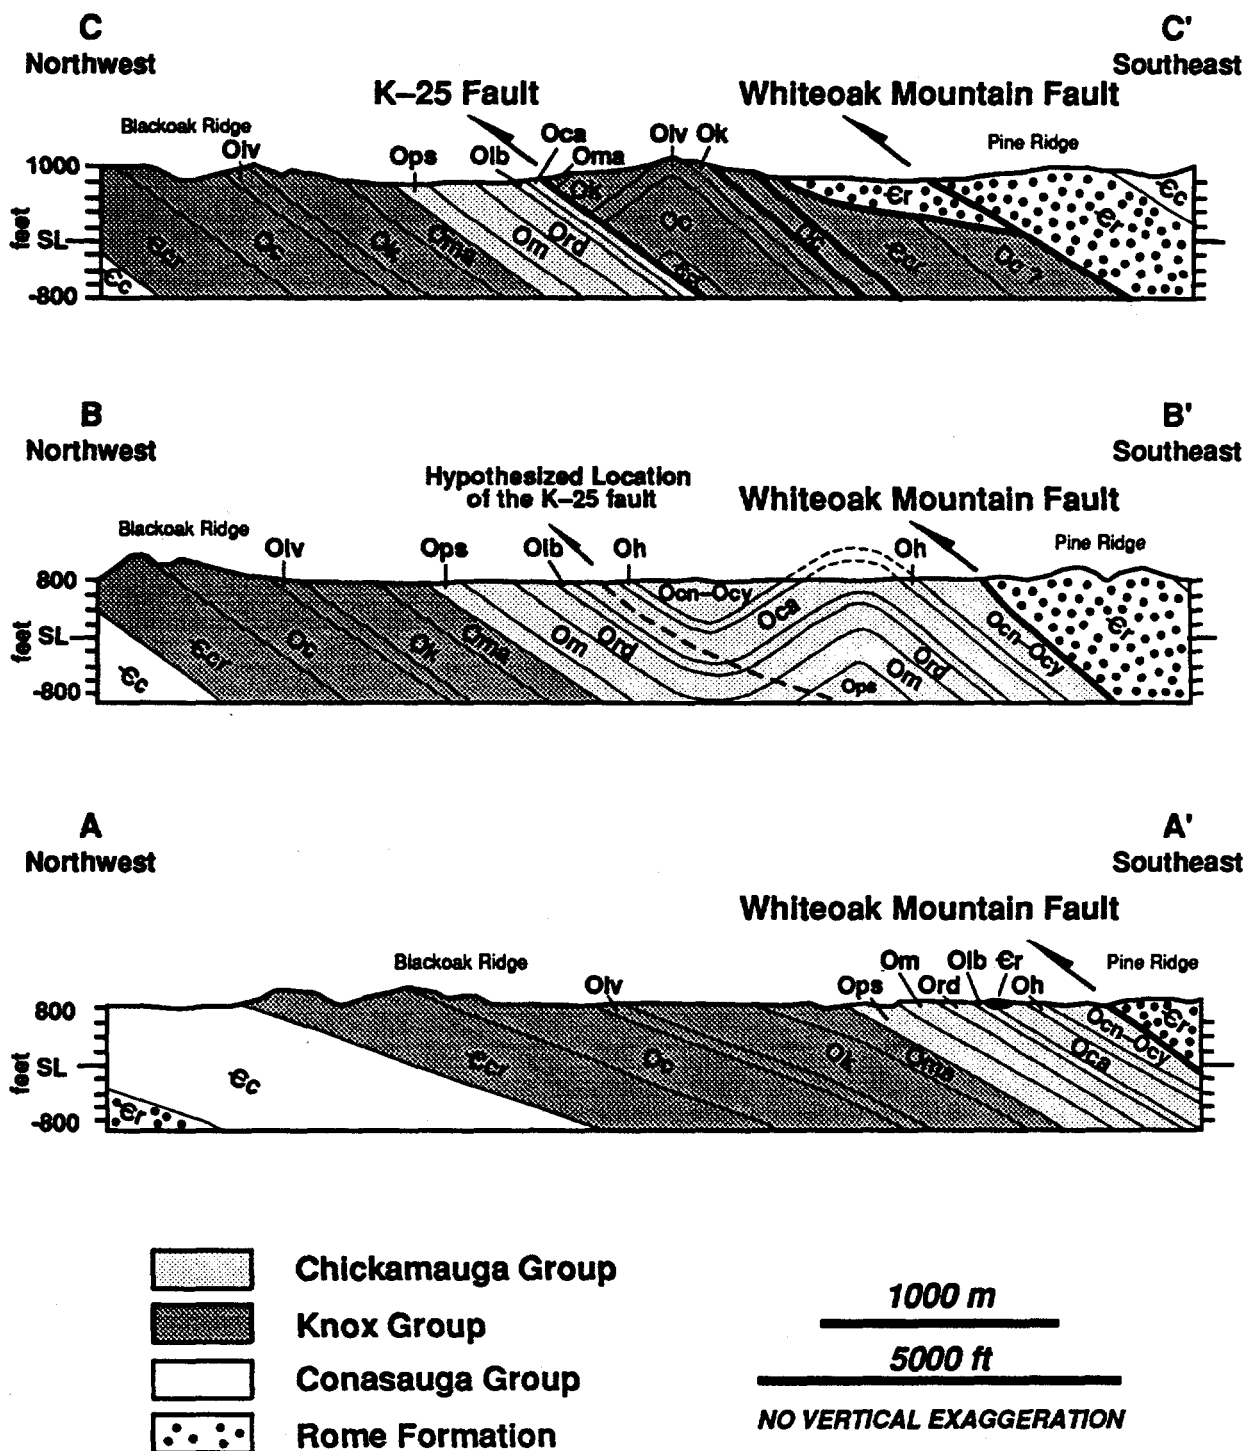 C
Northwest
C'
Southeast
K–25 Fault
Whiteoak Mountain Fault
Blackoak Ridge
Olv
Ops
Olb
Oca
Oma
Olv Ok
Pine Ridge
1000
feet
SL
-800
Ꞓc
Ꞓcr
Oc
Ok
Oma
Om
Ord
Ok
Oc
Oc
Ꞓcr
Oc ?
Ꞓr
Ꞓr
Ꞓc
B
Northwest
B'
Southeast
Hypothesized Location
of the K–25 fault
Whiteoak Mountain Fault
Blackoak Ridge
Olv
Ops
Olb
Oh
Oh
Pine Ridge
800
feet
SL
-800
Ꞓc
Ꞓcr
Oc
Ok
Oma
Om
Ord
Ocn–Ocy
Oca
Ops
Om
Ord
Ocn–Ocy
Ꞓr
A
Northwest
A'
Southeast
Whiteoak Mountain Fault
Blackoak Ridge
Olv
Ops
Om
Ord
Olb
Ꞓr
Oh
Pine Ridge
800
feet
SL
-800
Ꞓr
Ꞓc
Ꞓcr
Oc
Ok
Oma
Oca
Ocn–Ocy
Ꞓr
Chickamauga Group
Knox Group
Conasauga Group
Rome Formation
1000 m
5000 ft
NO VERTICAL EXAGGERATION